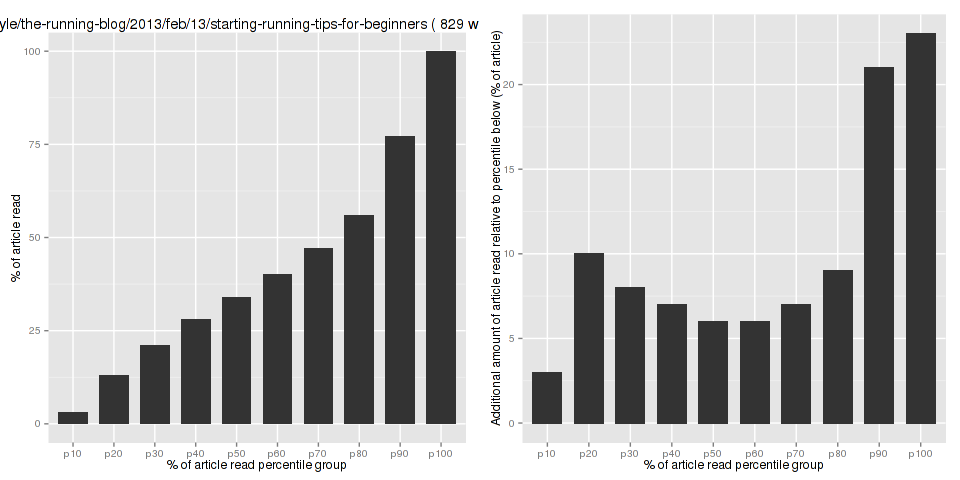 yle/the-running-blog/2013/feb/13/starting-running-tips-for-beginners ( 829 w
% of article read
100
75
50
25
0
p10 p20 p30 p40 p50 p60 p70 p80 p90 p100
% of article read percentile group
Additional amount of article read relative to percentile below (% of article)
20
15
10
5
0
p10 p20 p30 p40 p50 p60 p70 p80 p90 p100
% of article read percentile group